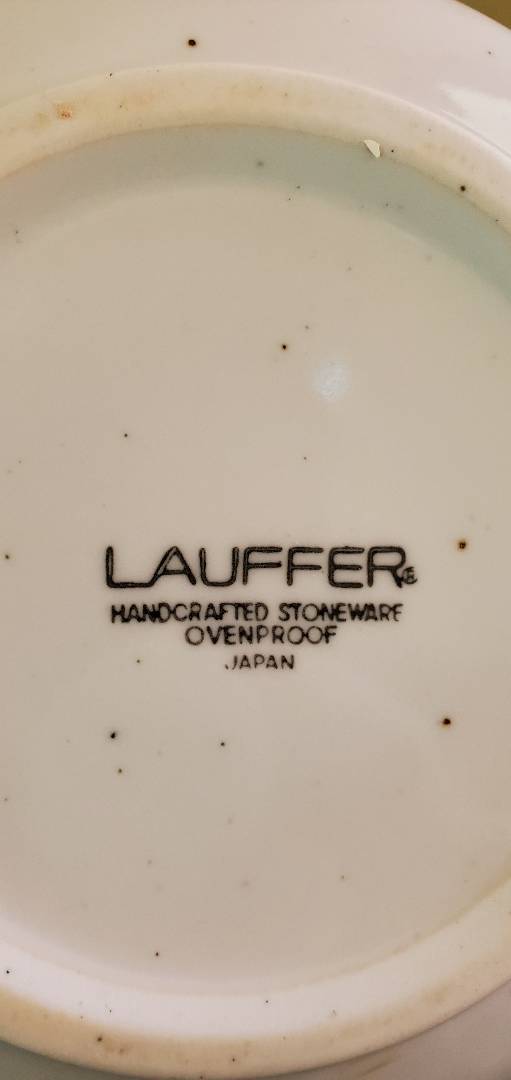 LAUFFER®
HANDCRAFTED STONEWARE
OVENPROOF
JAPAN